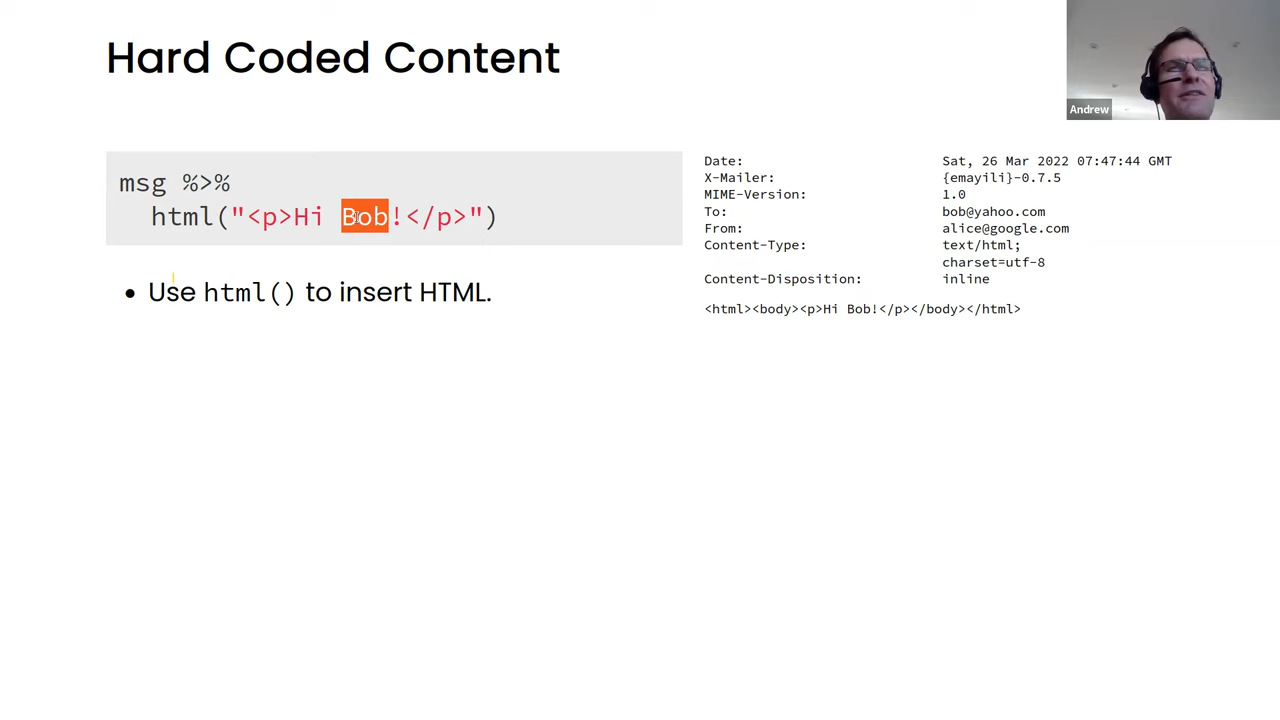 Hard Coded Content
Andrew
msg %>%
html("<p>Hi Bob!</p>")
• Use html() to insert HTML.
Date: Sat, 26 Mar 2022 07:47:44 GMT
X-Mailer: {emayili}-0.7.5
MIME-Version: 1.0
To: bob@yahoo.com
From: alice@google.com
Content-Type: text/html;
charset=utf-8
Content-Disposition: inline
<html><body><p>Hi Bob!</p></body></html>